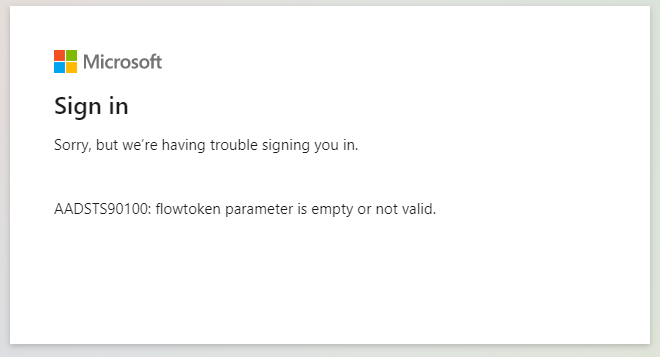 Microsoft
Sign in
Sorry, but we're having trouble signing you in.
AADSTS90100: flowtoken parameter is empty or not valid.